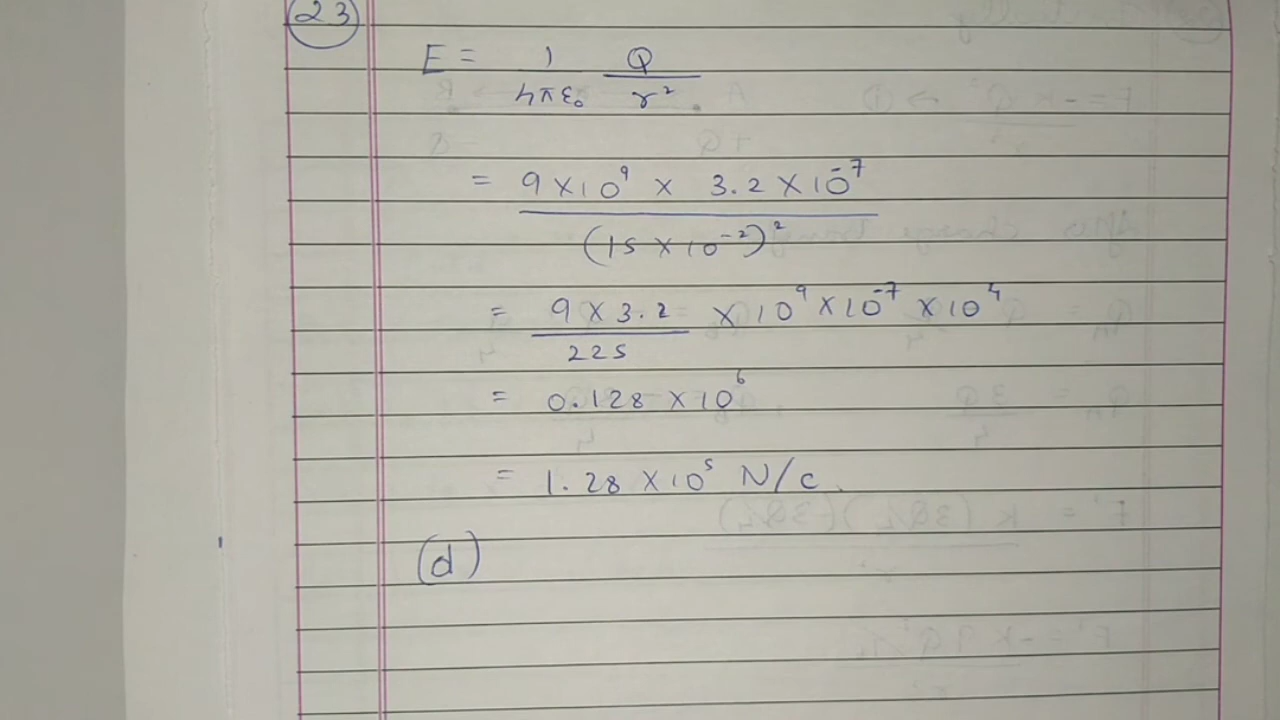 23
E = 1/4πε₀ Q/r²
= 9×10⁹ × 3.2×10⁻⁷ / (15×10⁻²)²
= 9×3.2/225 ×10⁹×10⁻⁷×10⁴
= 0.128×10⁶
= 1.28×10⁵ N/C.
(d)